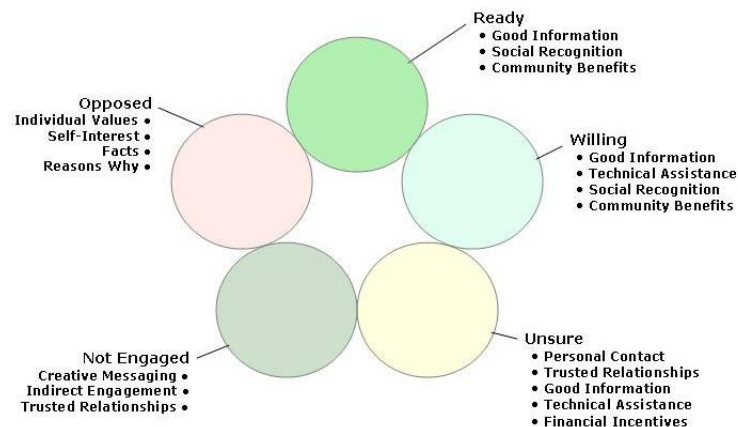 Ready
• Good Information
• Social Recognition
• Community Benefits
Opposed
Individual Values •
Self-Interest •
Facts •
Reasons Why •
Willing
• Good Information
• Technical Assistance
• Social Recognition
• Community Benefits
Not Engaged
Creative Messaging •
Indirect Engagement •
Trusted Relationships •
Unsure
• Personal Contact
• Trusted Relationships
• Good Information
• Technical Assistance
• Financial Incentives